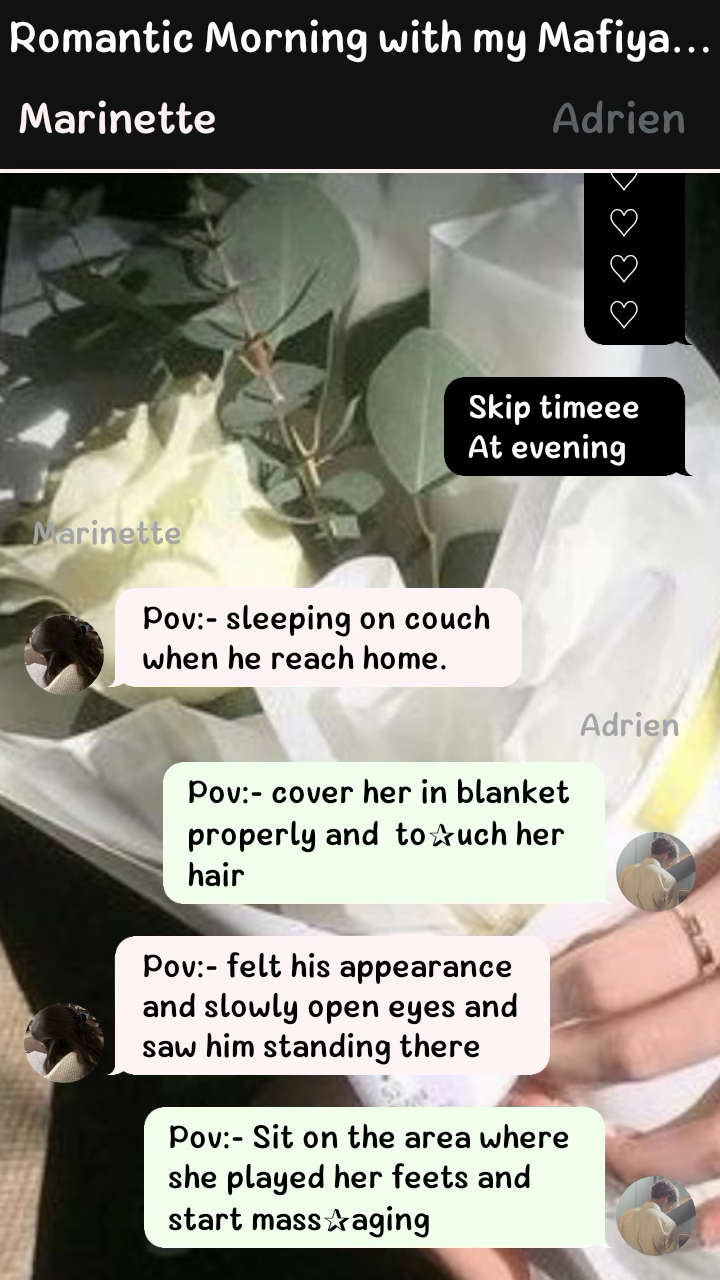 Romantic Morning with my Mafiya...
Marinette Adrien
♡
♡
♡
♡
Skip timeee
At evening
Marinette
Pov:- sleeping on couch
when he reach home.
Adrien
Pov:- cover her in blanket
properly and to☆uch her
hair
Pov:- felt his appearance
and slowly open eyes and
saw him standing there
Pov:- Sit on the area where
she played her feets and
start mass☆aging